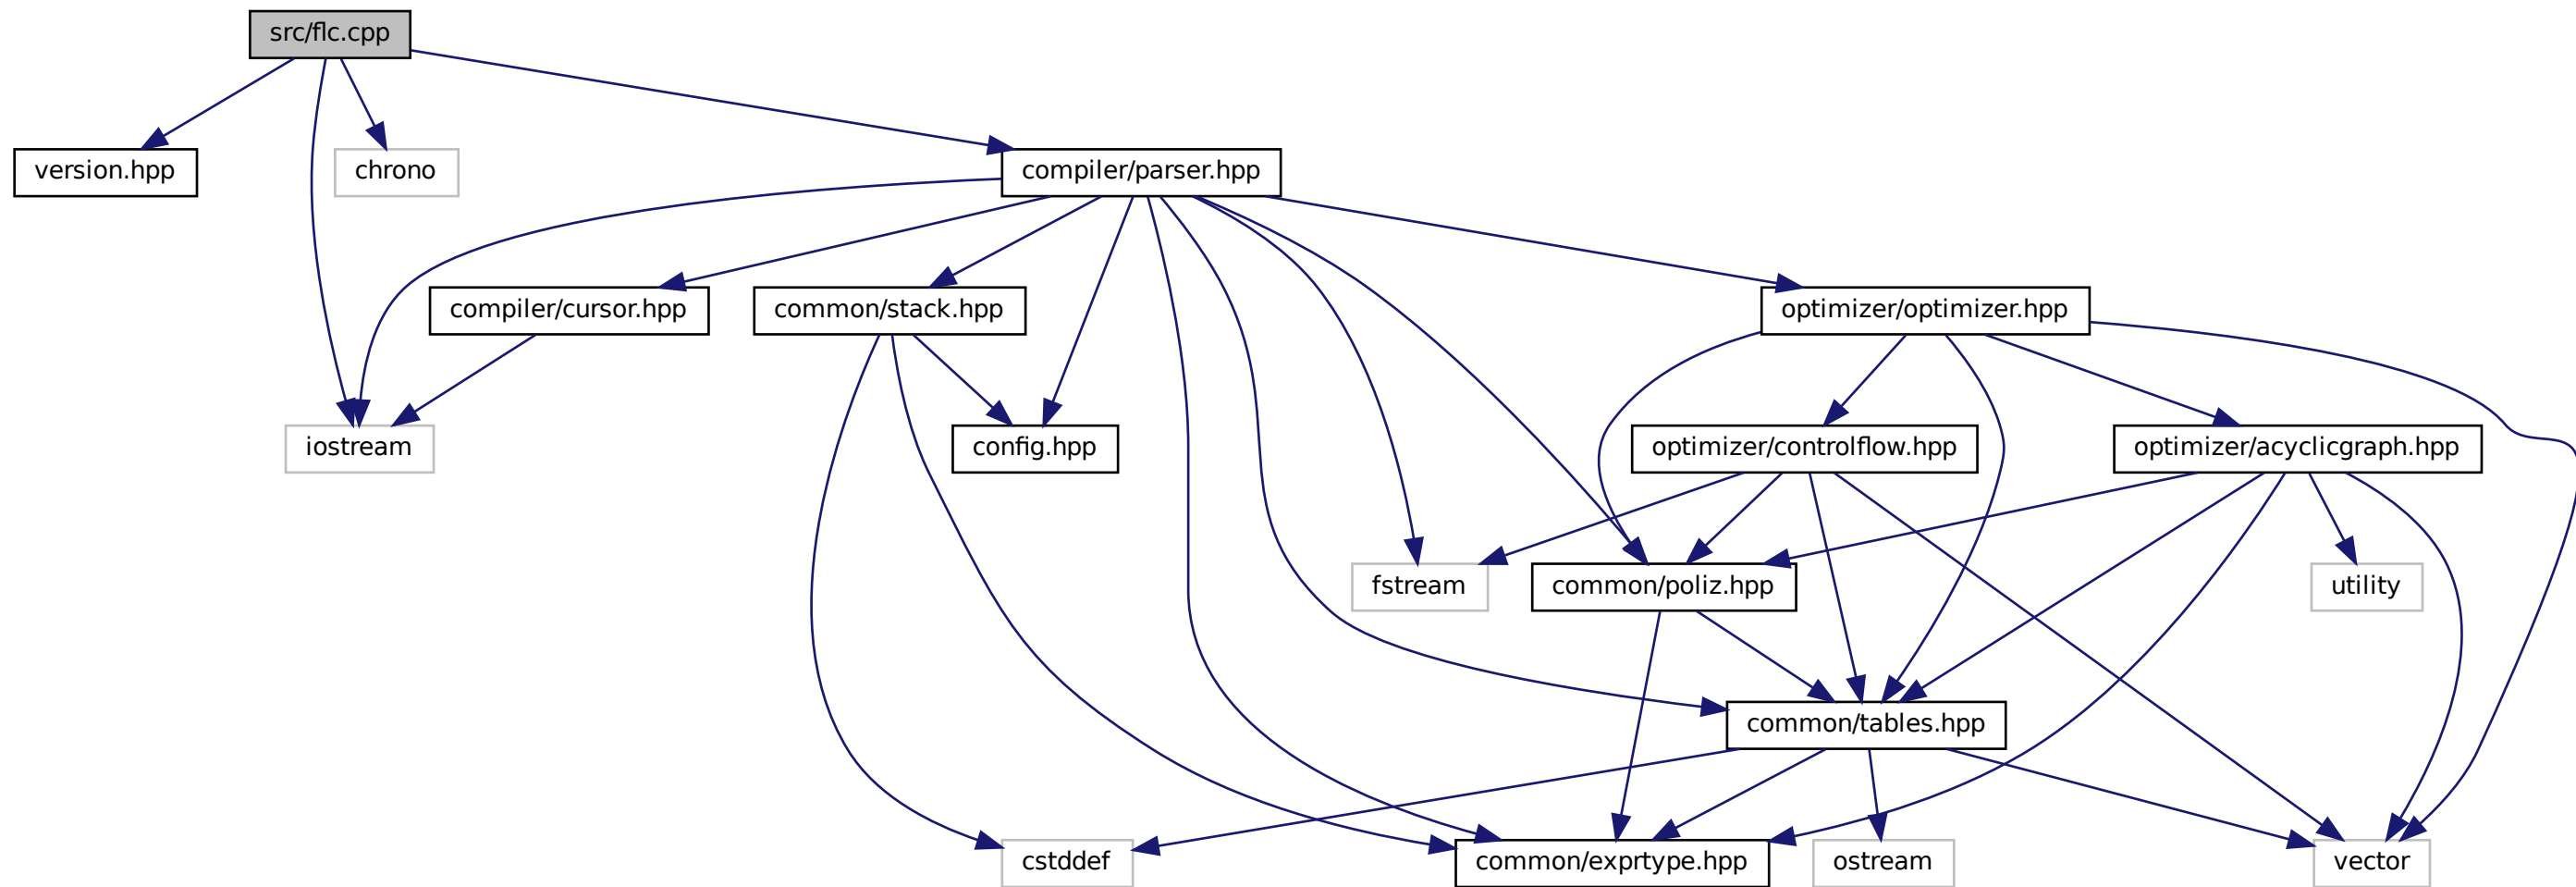 src/flc.cpp
version.hpp
chrono
compiler/parser.hpp
compiler/cursor.hpp
common/stack.hpp
optimizer/optimizer.hpp
iostream
config.hpp
optimizer/controlflow.hpp
optimizer/acyclicgraph.hpp
fstream
common/poliz.hpp
utility
common/tables.hpp
cstddef
common/exprtype.hpp
ostream
vector